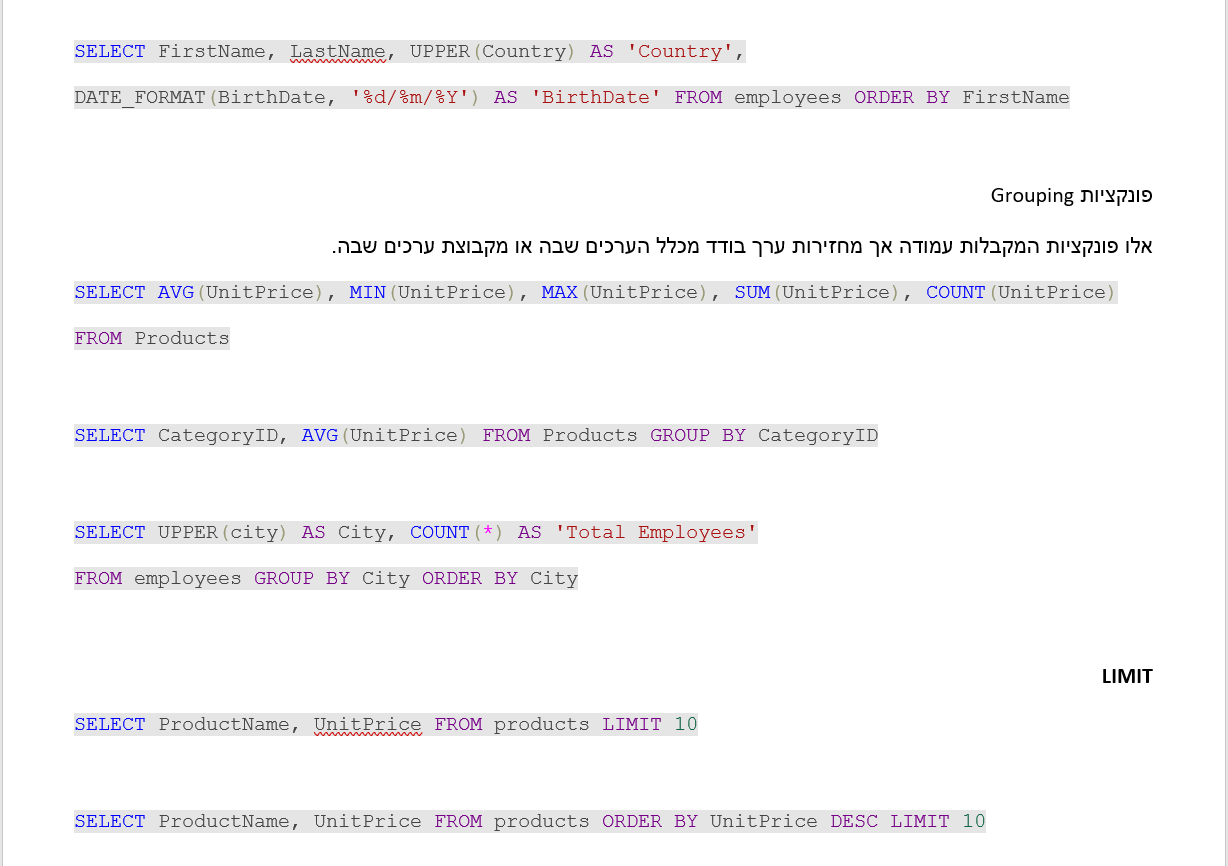 SELECT FirstName, LastName, UPPER(Country) AS 'Country',
DATE_FORMAT(BirthDate, '%d/%m/%Y') AS 'BirthDate' FROM employees ORDER BY FirstName
פונקציות Grouping
אלו פונקציות המקבלות עמודה אך מחזירות ערך בודד מכלל הערכים שבה או מקבוצת ערכים שבה.
SELECT AVG(UnitPrice), MIN(UnitPrice), MAX(UnitPrice), SUM(UnitPrice), COUNT(UnitPrice)
FROM Products
SELECT CategoryID, AVG(UnitPrice) FROM Products GROUP BY CategoryID
SELECT UPPER(city) AS City, COUNT(*) AS 'Total Employees'
FROM employees GROUP BY City ORDER BY City
LIMIT
SELECT ProductName, UnitPrice FROM products LIMIT 10
SELECT ProductName, UnitPrice FROM products ORDER BY UnitPrice DESC LIMIT 10